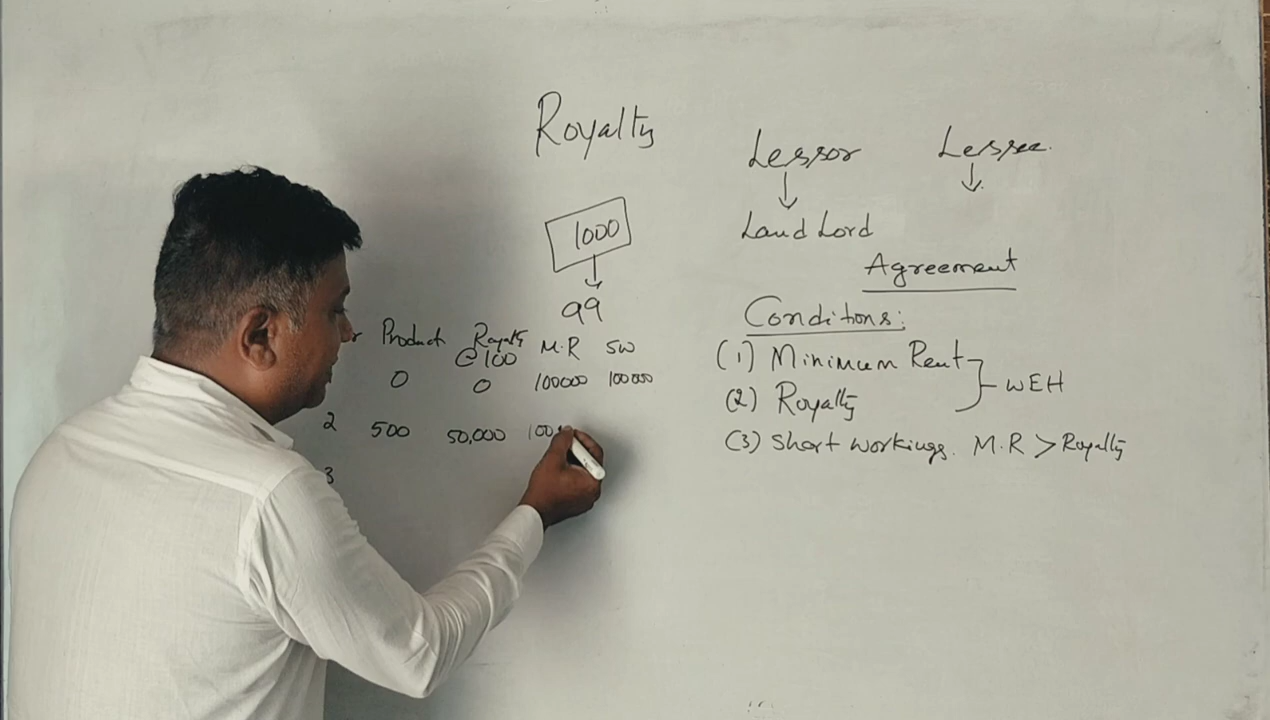 Royalty
Lessor Lessee.
↓ ↓
Land Lord
1000
↓
99
Agreement
Conditions:
(1) Minimum Rent
(2) Royalty
WEH
(3) Short workings. M.R > Royalty
Product Royalty @ 100 M.R SW
0 0 100000 100000
2 500 50,000 100
3